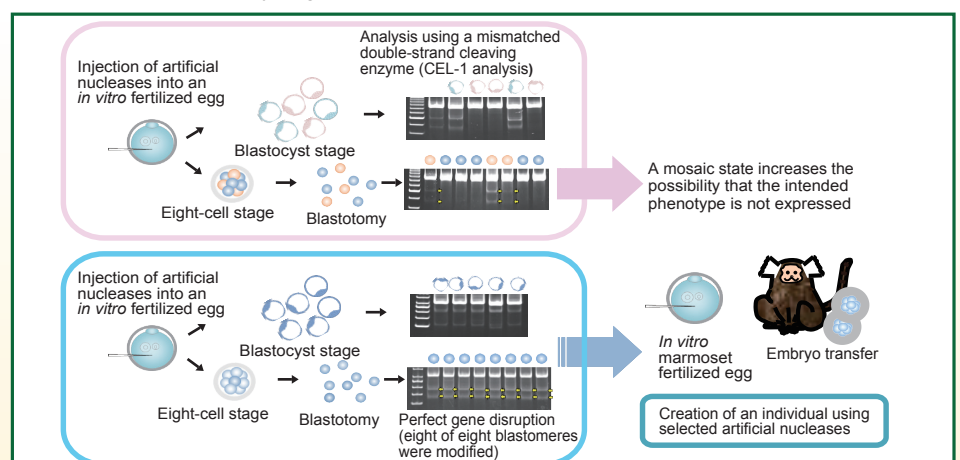 Analysis using a mismatched
double-strand cleaving
enzyme (CEL-1 analysis)
Injection of artificial
nucleases into an
in vitro fertilized egg
Blastocyst stage
Eight-cell stage
Blastotomy
A mosaic state increases the
possibility that the intended
phenotype is not expressed
Injection of artificial
nucleases into an
in vitro fertilized egg
Blastocyst stage
Eight-cell stage
Blastotomy
Perfect gene disruption
(eight of eight blastomeres
were modified)
In vitro
marmoset
fertilized egg
Embryo transfer
Creation of an individual using
selected artificial nucleases